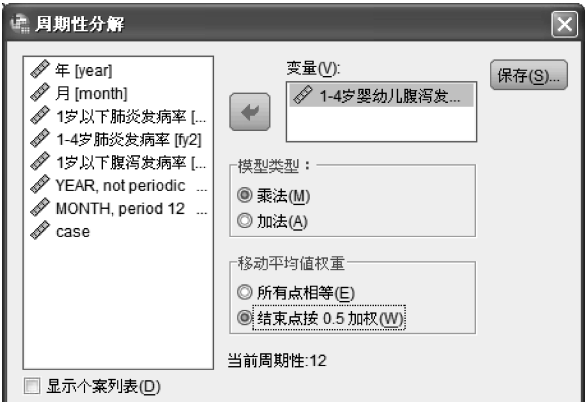 周期性分解
年 [year]
月 [month]
1岁以下肺炎发病率 [...
1-4岁肺炎发病率 [fy2]
1岁以下腹泻发病率 [...
YEAR, not periodic ...
MONTH, period 12 ...
case
变量(V):
1-4岁婴幼儿腹泻发...
保存(S)...
模型类型：
乘法(M)
加法(A)
移动平均值权重
所有点相等(E)
结束点按 0.5 加权(W)
当前周期性:12
显示个案列表(D)